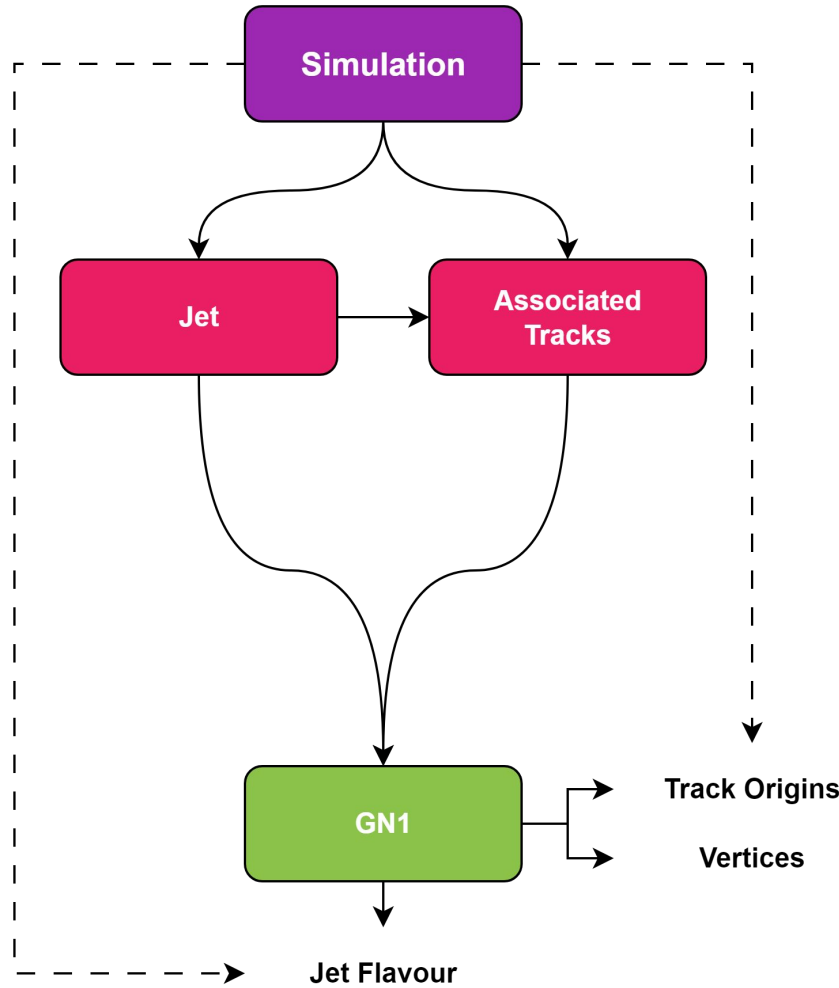 Simulation
Jet
Associated
Tracks
GN1
Track Origins
Vertices
Jet Flavour